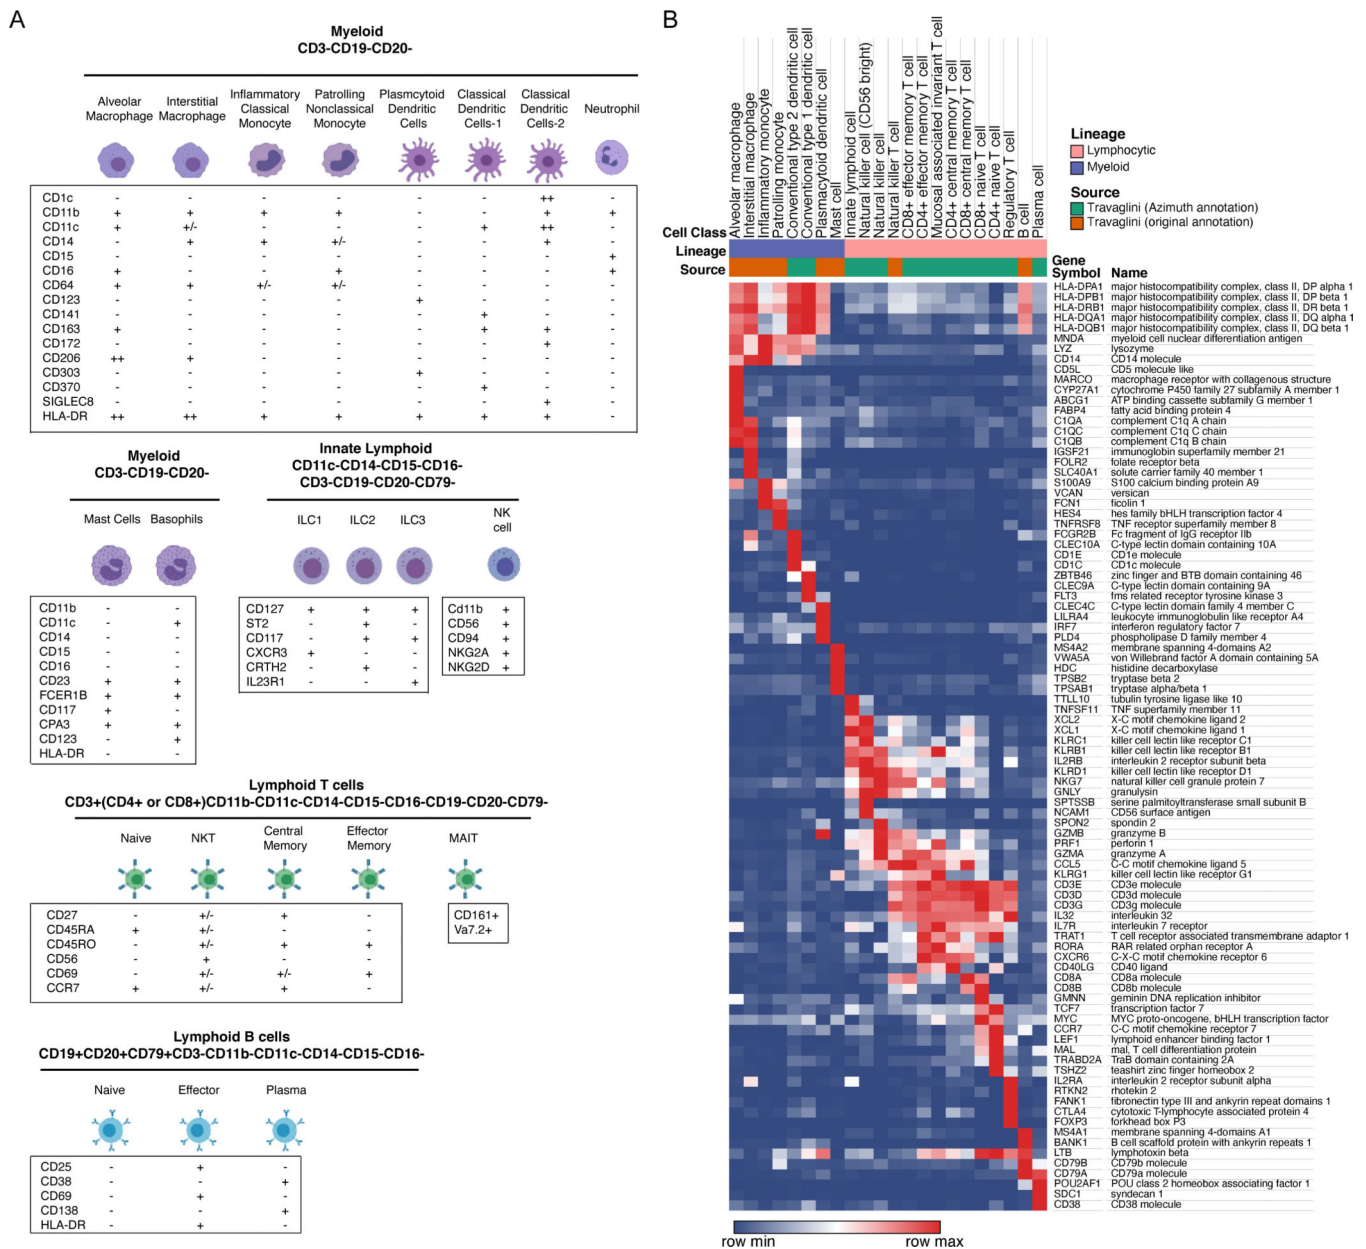 A
Myeloid
CD3-CD19-CD20-
Alveolar Macrophage
Interstitial Macrophage
Inflammatory Classical Monocyte
Patrolling Nonclassical Monocyte
Plasmcytoid Dendritic Cells
Classical Dendritic Cells-1
Classical Dendritic Cells-2
Neutrophil
CD1c - - - - - - ++ -
CD11b + + + + - - + +
CD11c + +/- - - - + ++ -
CD14 - + + +/- - - + -
CD15 - - - - - - - +
CD16 + - - + - - - +
CD64 + + +/- +/- - - - -
CD123 - - - - + - - -
CD141 - - - - - + - -
CD163 + - - - - + + -
CD172 - - - - - - + -
CD206 ++ + - - - - - -
CD303 - - - - + - - -
CD370 - - - - - + - -
SIGLEC8 - - - - - - + -
HLA-DR ++ ++ + + + + + -
Myeloid
CD3-CD19-CD20-
Mast Cells Basophils
CD11b - -
CD11c - +
CD14 - -
CD15 - -
CD16 - -
CD23 + +
FCER1B + +
CD117 + -
CPA3 + +
CD123 - +
HLA-DR - -
Innate Lymphoid
CD11c-CD14-CD15-CD16-
CD3-CD19-CD20-CD79-
ILC1 ILC2 ILC3 NK cell
CD127 + + +
ST2 - + -
CD117 - + +
CXCR3 + - -
CRTH2 - + -
IL23R1 - - +
Cd11b +
CD56 +
CD94 +
NKG2A +
NKG2D +
Lymphoid T cells
CD3+(CD4+ or CD8+)CD11b-CD11c-CD14-CD15-CD16-CD19-CD20-CD79-
Naive
NKT
Central Memory
Effector Memory
MAIT
CD27 - +/- + -
CD45RA + +/- - -
CD45RO - +/- + +
CD56 - + - -
CD69 - +/- +/- +
CCR7 + +/- + -
CD161+
Va7.2+
Lymphoid B cells
CD19+CD20+CD79+CD3-CD11b-CD11c-CD14-CD15-CD16-
Naive Effector Plasma
CD25 - + -
CD38 - - +
CD69 - + -
CD138 - - +
HLA-DR - + -
B
Alveolar macrophage
Interstitial macrophage
Inflammatory monocyte
Patrolling monocyte
Conventional type 2 dendritic cell
Conventional type 1 dendritic cell
Plasmacytoid dendritic cell
Mast cell
Innate lymphoid cell
Natural killer cell (CD56 bright)
Natural killer cell
Natural killer T cell
CD8+ effector memory T cell
CD4+ effector memory T cell
Mucosal associated invariant T cell
CD4+ central memory T cell
CD8+ central memory T cell
CD8+ naive T cell
CD4+ naive T cell
Regulatory T cell
B cell
Plasma cell
Cell Class
Lineage
Source
Lineage
Lymphocytic
Myeloid
Source
Travaglini (Azimuth annotation)
Travaglini (original annotation)
Gene Symbol Name
HLA-DPA1 major histocompatibility complex, class II, DP alpha 1
HLA-DPB1 major histocompatibility complex, class II, DP beta 1
HLA-DRB1 major histocompatibility complex, class II, DR beta 1
HLA-DQA1 major histocompatibility complex, class II, DQ alpha 1
HLA-DQB1 major histocompatibility complex, class II, DQ beta 1
MNDA myeloid cell nuclear differentiation antigen
LYZ lysozyme
CD14 CD14 molecule
CD5L CD5 molecule like
MARCO macrophage receptor with collagenous structure
CYP27A1 cytochrome P450 family 27 subfamily A member 1
ABCG1 ATP binding cassette subfamily G member 1
FABP4 fatty acid binding protein 4
C1QA complement C1q A chain
C1QC complement C1q C chain
C1QB complement C1q B chain
IGSF21 immunoglobin superfamily member 21
FOLR2 folate receptor beta
SLC40A1 solute carrier family 40 member 1
S100A9 S100 calcium binding protein A9
VCAN versican
FCN1 ficolin 1
HES4 hes family bHLH transcription factor 4
TNFRSF8 TNF receptor superfamily member 8
FCGR2B Fc fragment of IgG receptor IIb
CLEC10A C-type lectin domain containing 10A
CD1E CD1e molecule
CD1C CD1c molecule
ZBTB46 zinc finger and BTB domain containing 46
CLEC9A C-type lectin domain containing 9A
FLT3 fms related receptor tyrosine kinase 3
CLEC4C C-type lectin domain family 4 member C
LILRA4 leukocyte immunoglobulin like receptor A4
IRF7 interferon regulatory factor 7
PLD4 phospholipase D family member 4
MS4A2 membrane spanning 4-domains A2
VWA5A von Willebrand factor A domain containing 5A
HDC histidine decarboxylase
TPSB2 tryptase beta 2
TPSAB1 tryptase alpha/beta 1
TTLL10 tubulin tyrosine ligase like 10
TNFSF11 TNF superfamily member 11
XCL2 X-C motif chemokine ligand 2
XCL1 X-C motif chemokine ligand 1
KLRC1 killer cell lectin like receptor C1
KLRB1 killer cell lectin like receptor B1
IL2RB interleukin 2 receptor subunit beta
KLRD1 killer cell lectin like receptor D1
NKG7 natural killer cell granule protein 7
GNLY granulysin
SPTSSB serine palmitoyltransferase small subunit B
NCAM1 CD56 surface antigen
SPON2 spondin 2
GZMB granzyme B
PRF1 perforin 1
GZMA granzyme A
CCL5 C-C motif chemokine ligand 5
KLRG1 killer cell lectin like receptor G1
CD3E CD3e molecule
CD3D CD3d molecule
CD3G CD3g molecule
IL32 interleukin 32
IL7R interleukin 7 receptor
TRAT1 T cell receptor associated transmembrane adaptor 1
RORA RAR related orphan receptor A
CXCR6 C-X-C motif chemokine receptor 6
CD40LG CD40 ligand
CD8A CD8a molecule
CD8B CD8b molecule
GMNN geminin DNA replication inhibitor
TCF7 transcription factor 7
MYC MYC proto-oncogene, bHLH transcription factor
CCR7 C-C motif chemokine receptor 7
LEF1 lymphoid enhancer binding factor 1
MAL mal, T cell differentiation protein
TRABD2A TraB domain containing 2A
TSHZ2 teashirt zinc finger homeobox 2
IL2RA interleukin 2 receptor subunit alpha
RTKN2 rhotekin 2
FANK1 fibronectin type III and ankyrin repeat domains 1
CTLA4 cytotoxic T-lymphocyte associated protein 4
FOXP3 forkhead box P3
MS4A1 membrane spanning 4-domains A1
BANK1 B cell scaffold protein with ankyrin repeats 1
LTB lymphotoxin beta
CD79B CD79b molecule
CD79A CD79a molecule
POU2AF1 POU class 2 homeobox associating factor 1
SDC1 syndecan 1
CD38 CD38 molecule
row min row max